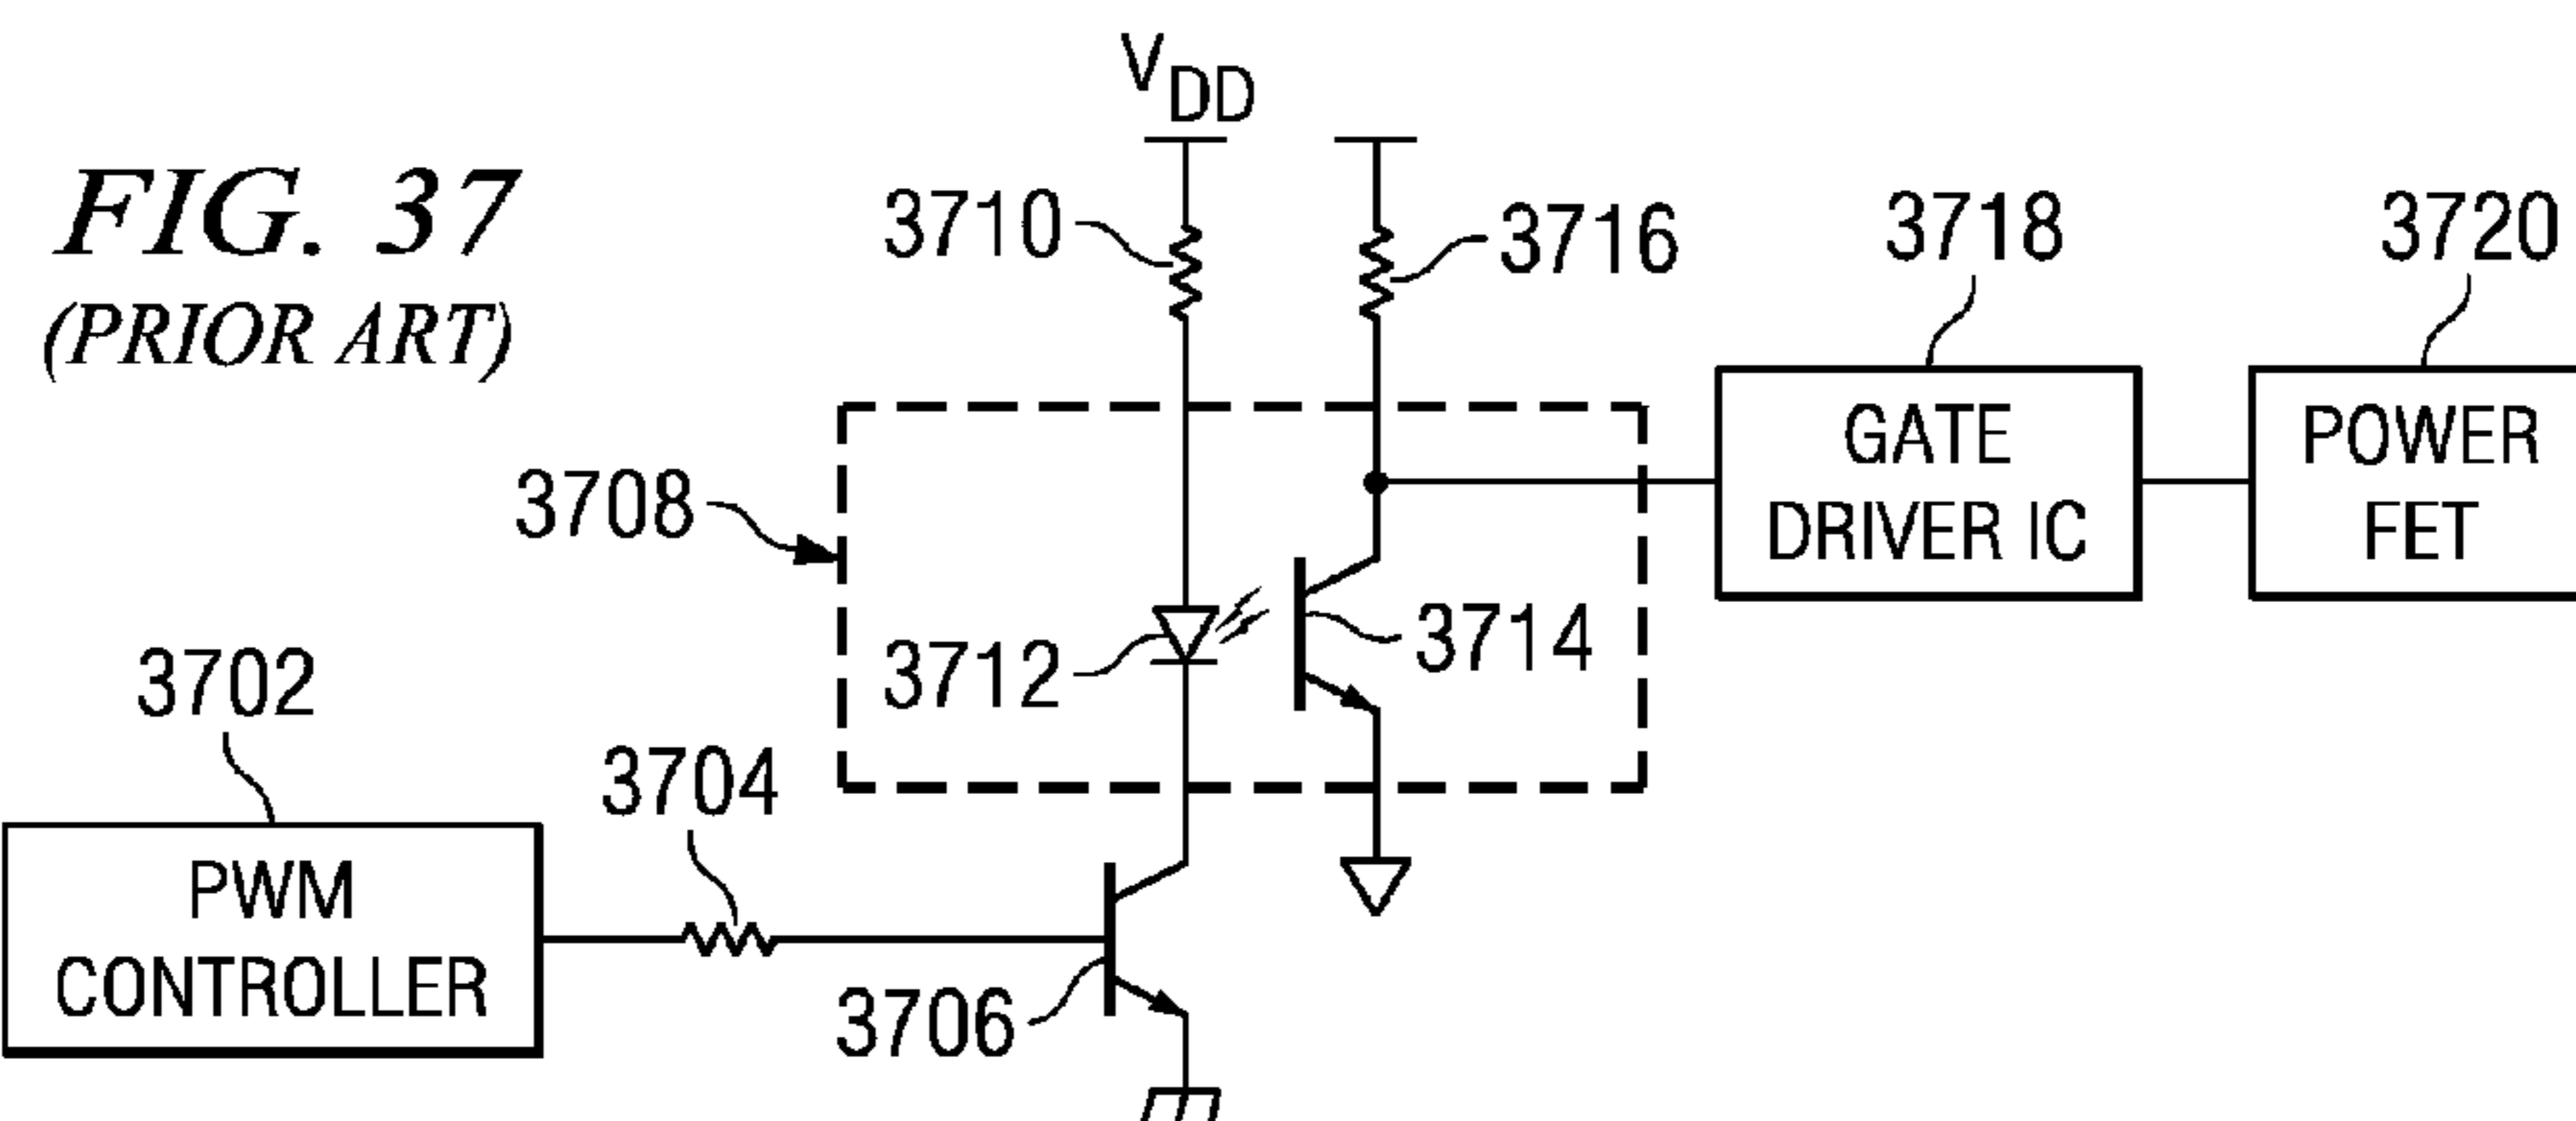 V DD
FIG. 37
(PRIOR ART)
3710
3716
3718
3720
GATE
DRIVER IC
POWER
FET
3708
3712
3714
3702
3704
PWM
CONTROLLER
3706